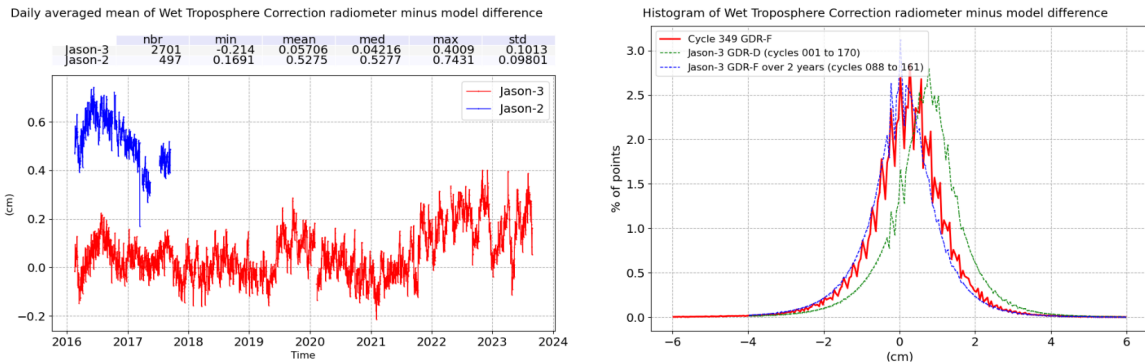 Daily averaged mean of Wet Troposphere Correction radiometer minus model difference
nbr min mean med max std
Jason-3 2701 -0.214 0.05706 0.04216 0.4009 0.1013
Jason-2 497 0.1691 0.5275 0.5277 0.7431 0.09801
Jason-3
Jason-2
0.6
0.4
0.2
0.0
−0.2
(cm)
2016 2017 2018 2019 2020 2021 2022 2023 2024
Time
Histogram of Wet Troposphere Correction radiometer minus model difference
Cycle 349 GDR-F
Jason-3 GDR-D (cycles 001 to 170)
Jason-3 GDR-F over 2 years (cycles 088 to 161)
3.0
2.5
2.0
1.5
1.0
0.5
0.0
% of points
−6 −4 −2 0 2 4 6
(cm)